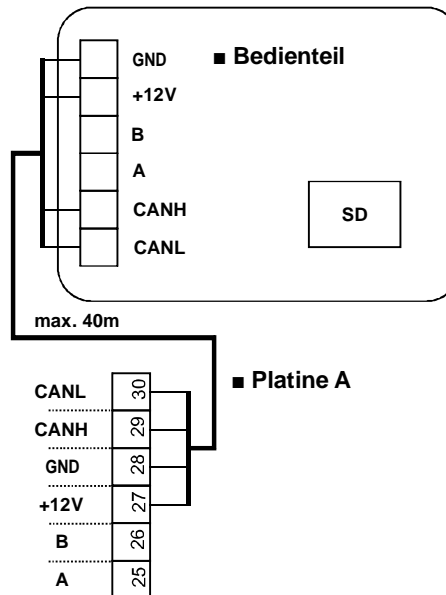 GND ■ Bedienteil
+12V
B
A
CANH
SD
CANL
max. 40m
■ Platine A
CANL 30
CANH 29
GND 28
+12V 27
B 26
A 25